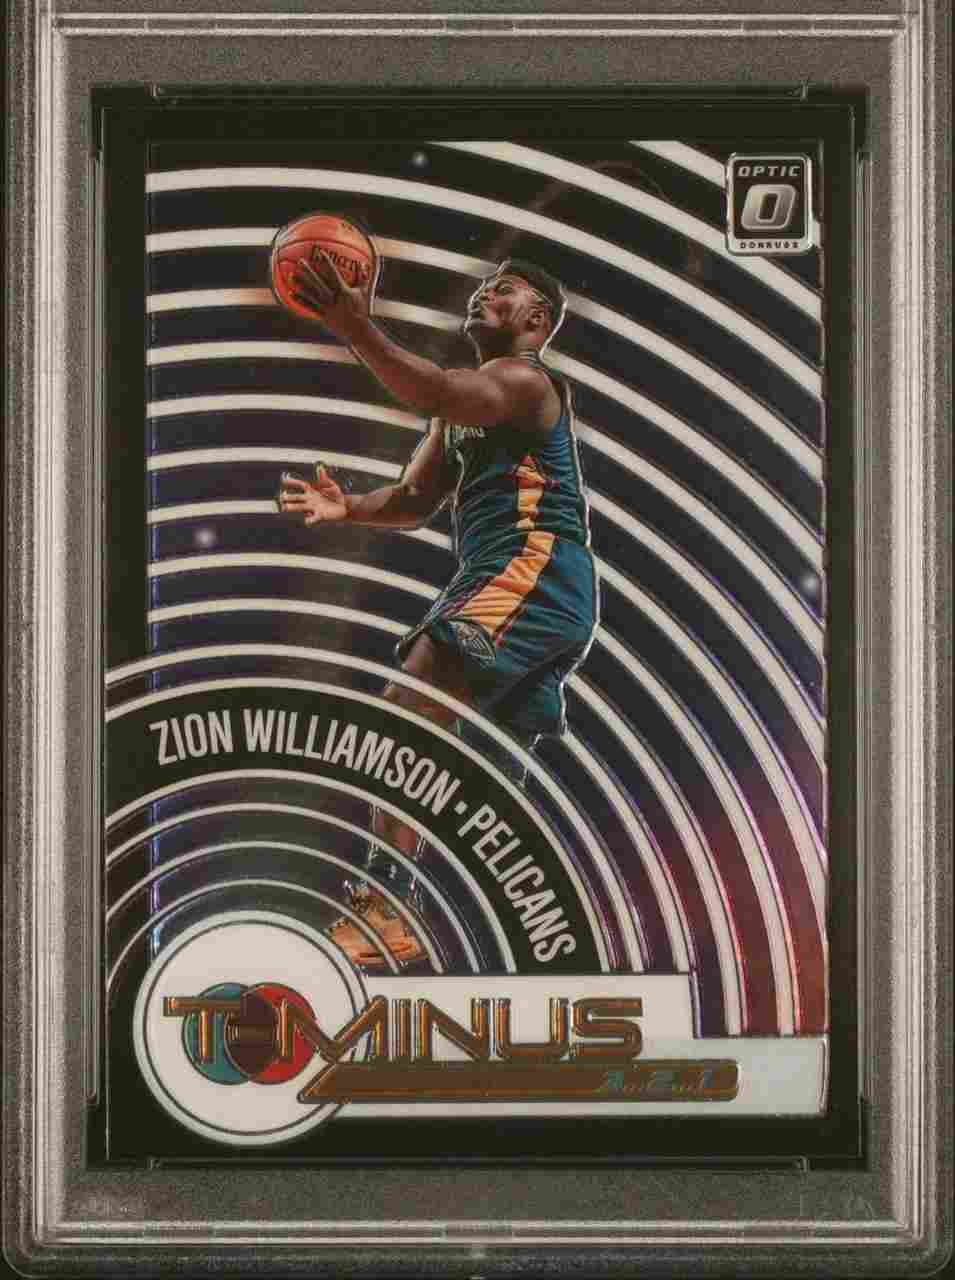 OPTIC
DONRUSS
ZION WILLIAMSON · PELICANS
T-MINUS
3...2...1